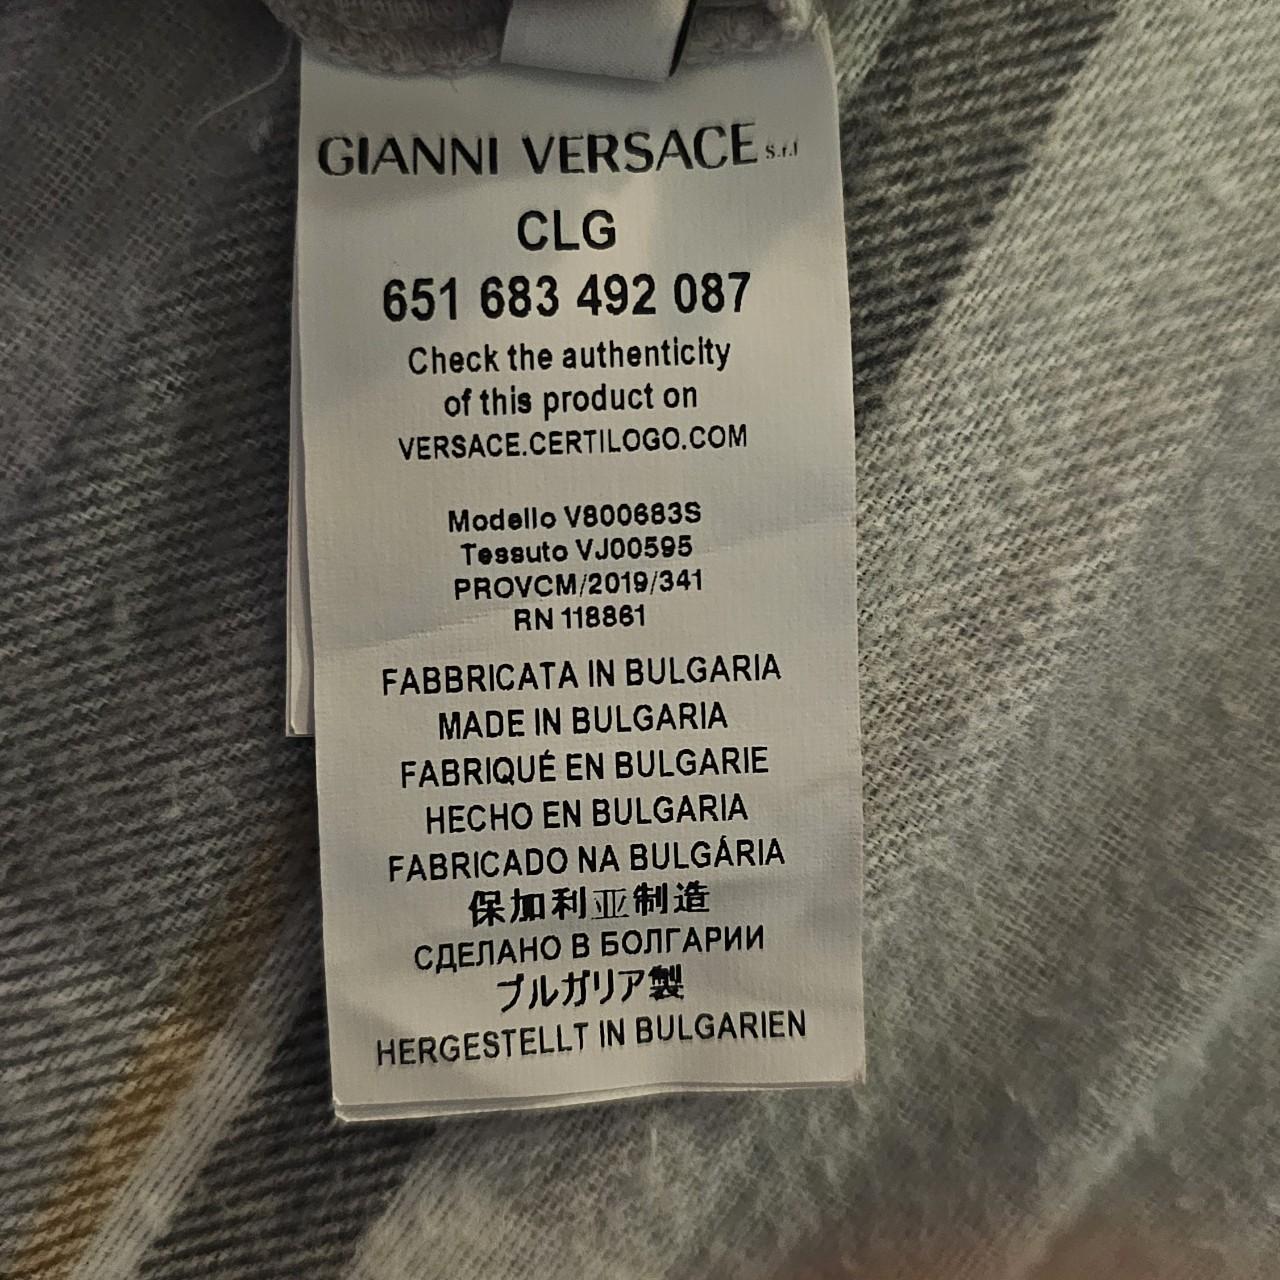 GIANNI VERSACE s.r.l
CLG
651 683 492 087
Check the authenticity
of this product on
VERSACE.CERTILOGO.COM
Modello V800683S
Tessuto VJ00595
PROVCM/2019/341
RN 118861
FABBRICATA IN BULGARIA
MADE IN BULGARIA
FABRIQUÉ EN BULGARIE
HECHO EN BULGARIA
FABRICADO NA BULGÁRIA
保加利亚制造
СДЕЛАНО В БОЛГАРИИ
ブルガリア製
HERGESTELLT IN BULGARIEN